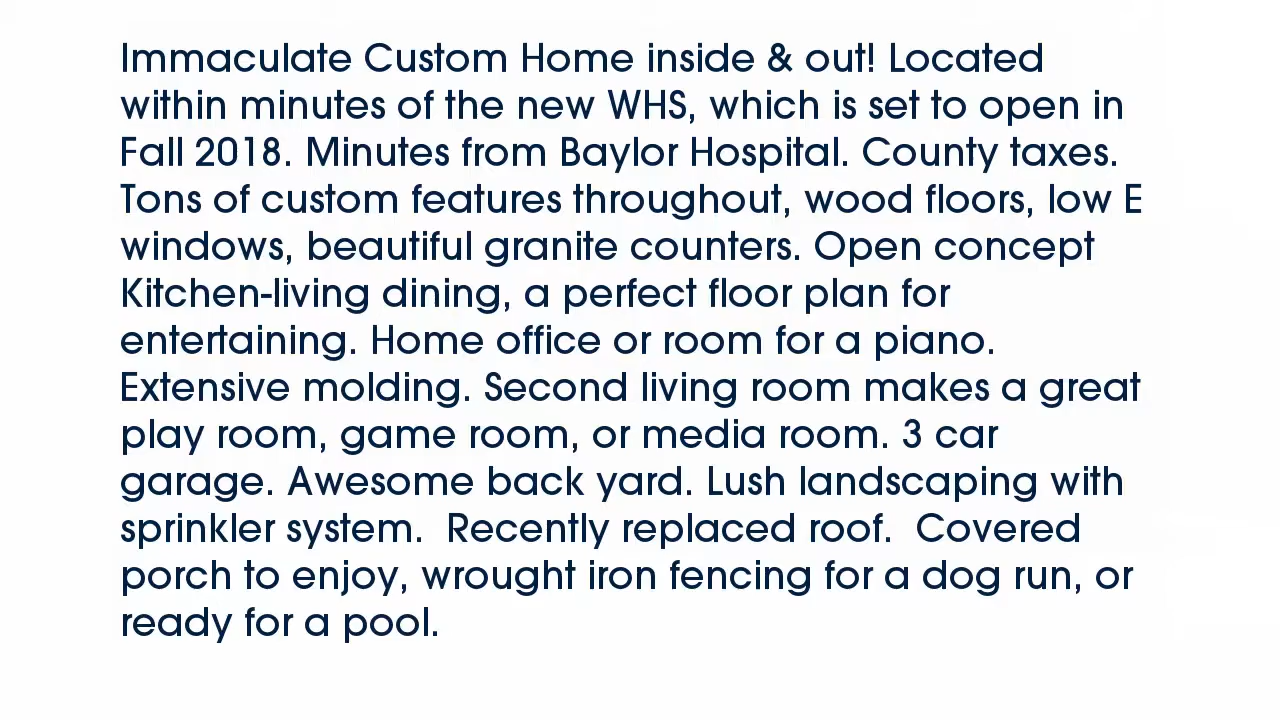 Immaculate Custom Home inside & out! Located
within minutes of the new WHS, which is set to open in
Fall 2018. Minutes from Baylor Hospital. County taxes.
Tons of custom features throughout, wood floors, low E
windows, beautiful granite counters. Open concept
Kitchen-living dining, a perfect floor plan for
entertaining. Home office or room for a piano.
Extensive molding. Second living room makes a great
play room, game room, or media room. 3 car
garage. Awesome back yard. Lush landscaping with
sprinkler system.  Recently replaced roof.  Covered
porch to enjoy, wrought iron fencing for a dog run, or
ready for a pool.